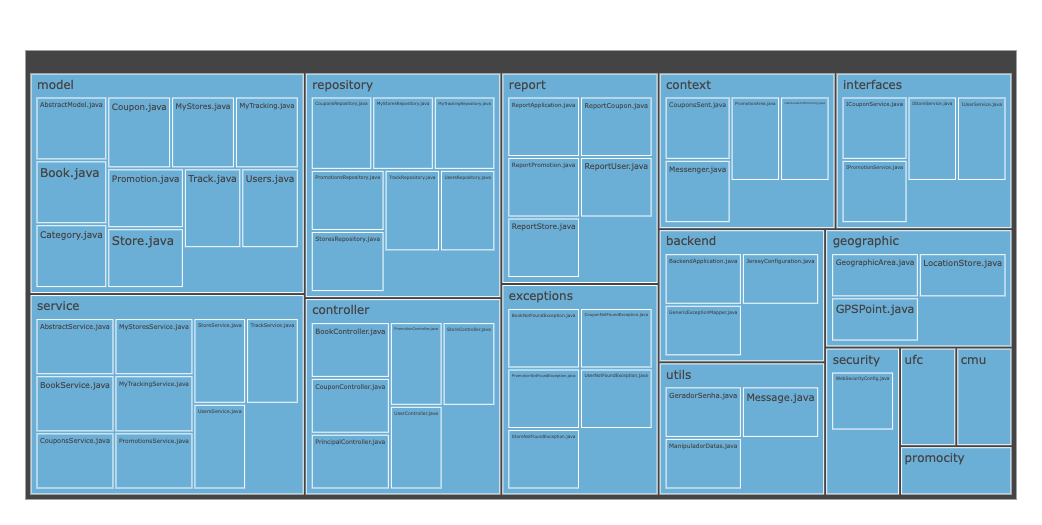 model
AbstractModel.java
Coupon.java
MyStores.java
MyTracking.java
Book.java
Promotion.java
Track.java
Users.java
Category.java
Store.java
repository
CouponsRepository.java
MyStoresRepository.java
MyTrackingRepository.java
PromotionsRepository.java
TrackRepository.java
UsersRepository.java
StoresRepository.java
report
ReportApplication.java
ReportCoupon.java
ReportPromotion.java
ReportUser.java
ReportStore.java
context
CouponsSent.java
PromotionArea.java
Messenger.java
interfaces
ICouponService.java
IStoreService.java
IUserService.java
IPromotionService.java
service
AbstractService.java
MyStoresService.java
StoreService.java
TrackService.java
BookService.java
MyTrackingService.java
UsersService.java
CouponsService.java
PromotionsService.java
controller
BookController.java
PromotionController.java
StoreController.java
CouponController.java
UserController.java
PrincipalController.java
exceptions
BookNotFoundException.java
CouponNotFoundException.java
PromotionNotFoundException.java
UserNotFoundException.java
StoreNotFoundException.java
backend
BackendApplication.java
JerseyConfiguration.java
GenericExceptionMapper.java
geographic
GeographicArea.java
LocationStore.java
GPSPoint.java
utils
GeradorSenha.java
Message.java
ManipuladorDatas.java
security
WebSecurityConfig.java
ufc
cmu
promocity